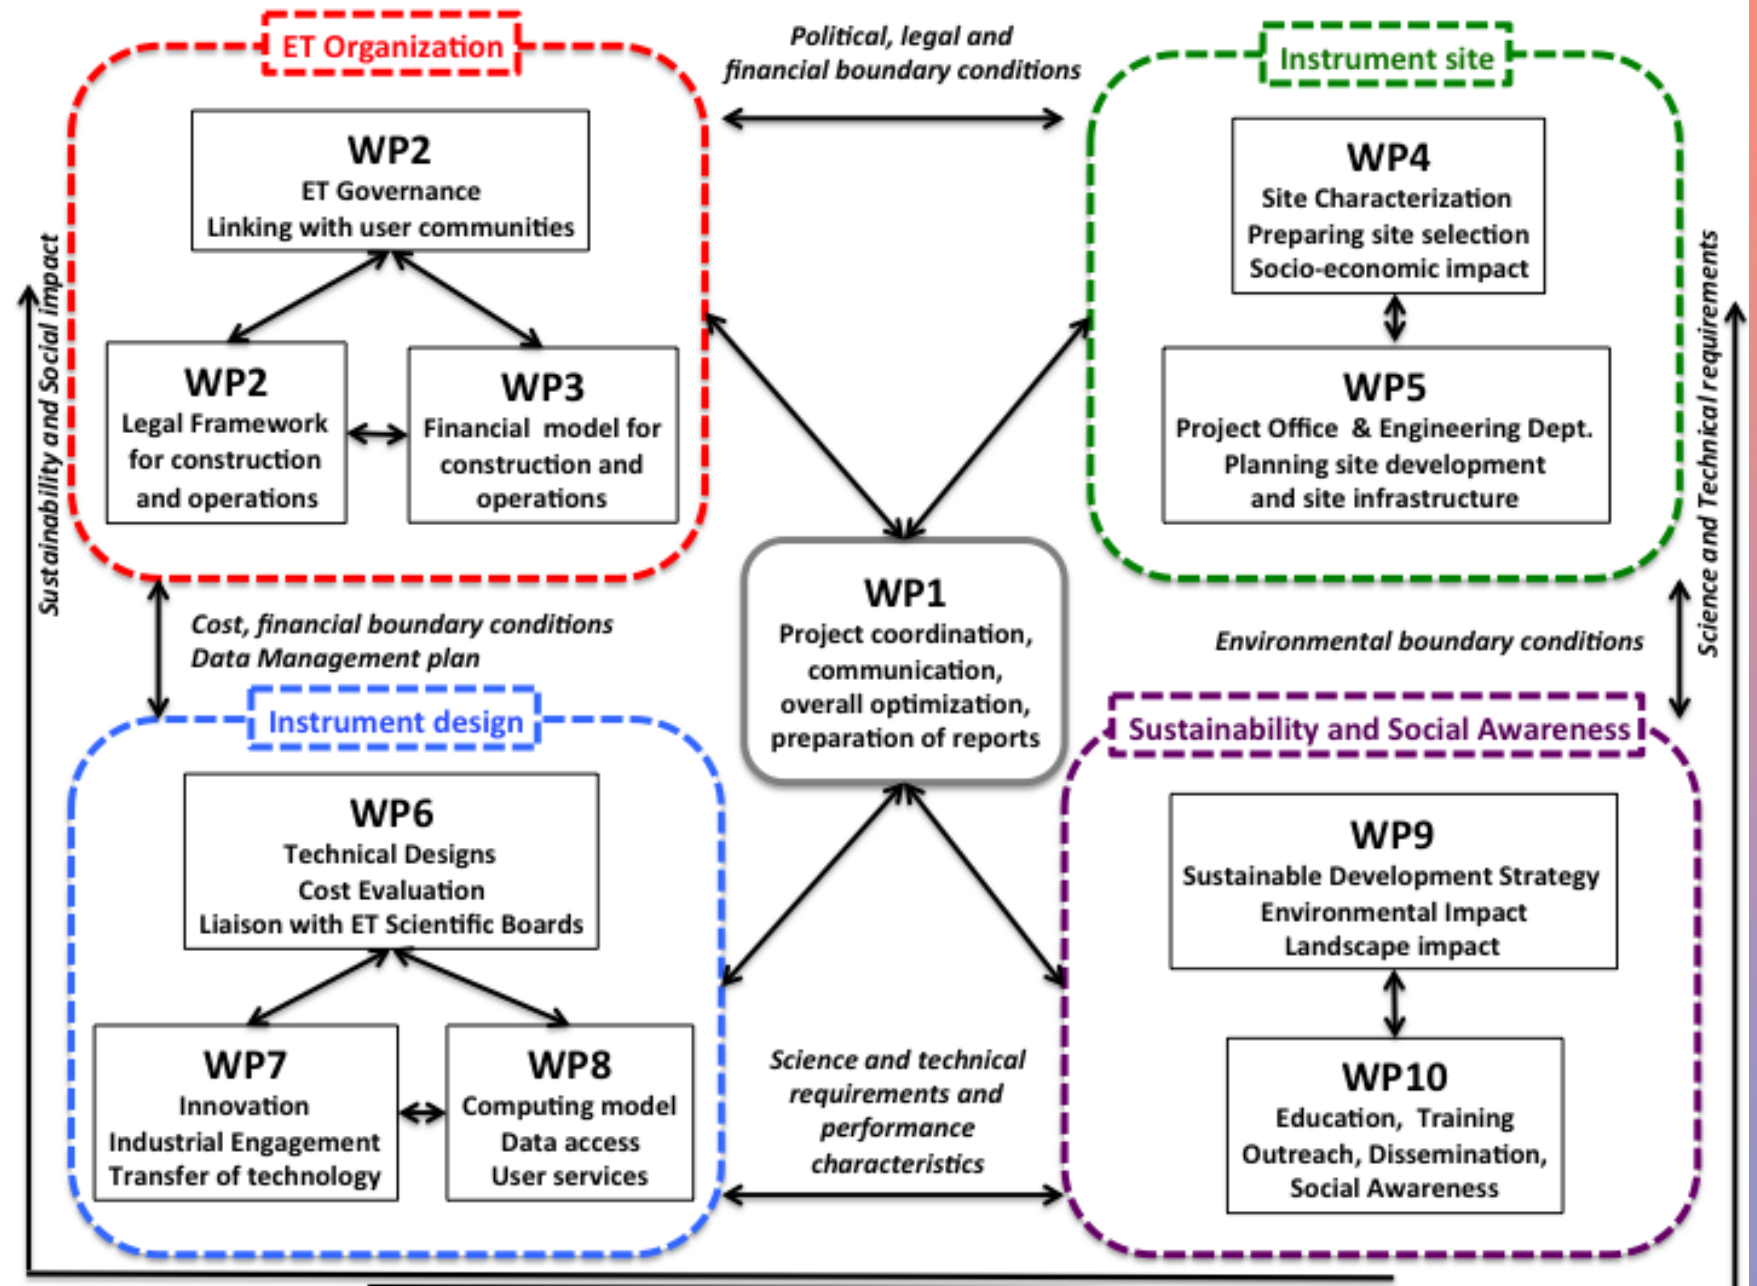 ET Organization
Political, legal and
financial boundary conditions
Instrument site
WP2
ET Governance
Linking with user communities
WP2
Legal Framework
for construction
and operations
WP3
Financial model for
construction and
operations
WP4
Site Characterization
Preparing site selection
Socio-economic impact
WP5
Project Office & Engineering Dept.
Planning site development
and site infrastructure
Sustainability and Social impact
Science and Technical requirements
WP1
Project coordination,
communication,
overall optimization,
preparation of reports
Cost, financial boundary conditions
Data Management plan
Environmental boundary conditions
Instrument design
WP6
Technical Designs
Cost Evaluation
Liaison with ET Scientific Boards
WP7
Innovation
Industrial Engagement
Transfer of technology
WP8
Computing model
Data access
User services
Science and technical
requirements and
performance
characteristics
Sustainability and Social Awareness
WP9
Sustainable Development Strategy
Environmental Impact
Landscape impact
WP10
Education, Training
Outreach, Dissemination,
Social Awareness